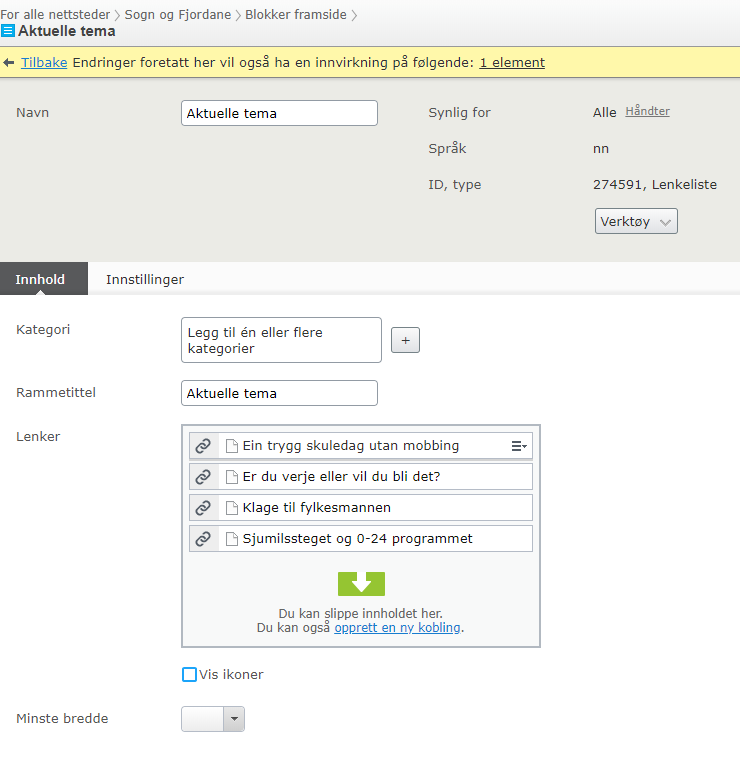 For alle nettsteder > Sogn og Fjordane > Blokker framside >
Aktuelle tema
Tilbake Endringer foretatt her vil også ha en innvirkning på følgende: 1 element
Navn
Aktuelle tema
Synlig for
Alle Håndter
Språk
nn
ID, type
274591, Lenkeliste
Verktøy
Innhold
Innstillinger
Kategori
Legg til én eller flere
kategorier
+
Rammetittel
Aktuelle tema
Lenker
Ein trygg skuledag utan mobbing
Er du verje eller vil du bli det?
Klage til fylkesmannen
Sjumilssteget og 0-24 programmet
Du kan slippe innholdet her.
Du kan også opprett en ny kobling.
Vis ikoner
Minste bredde